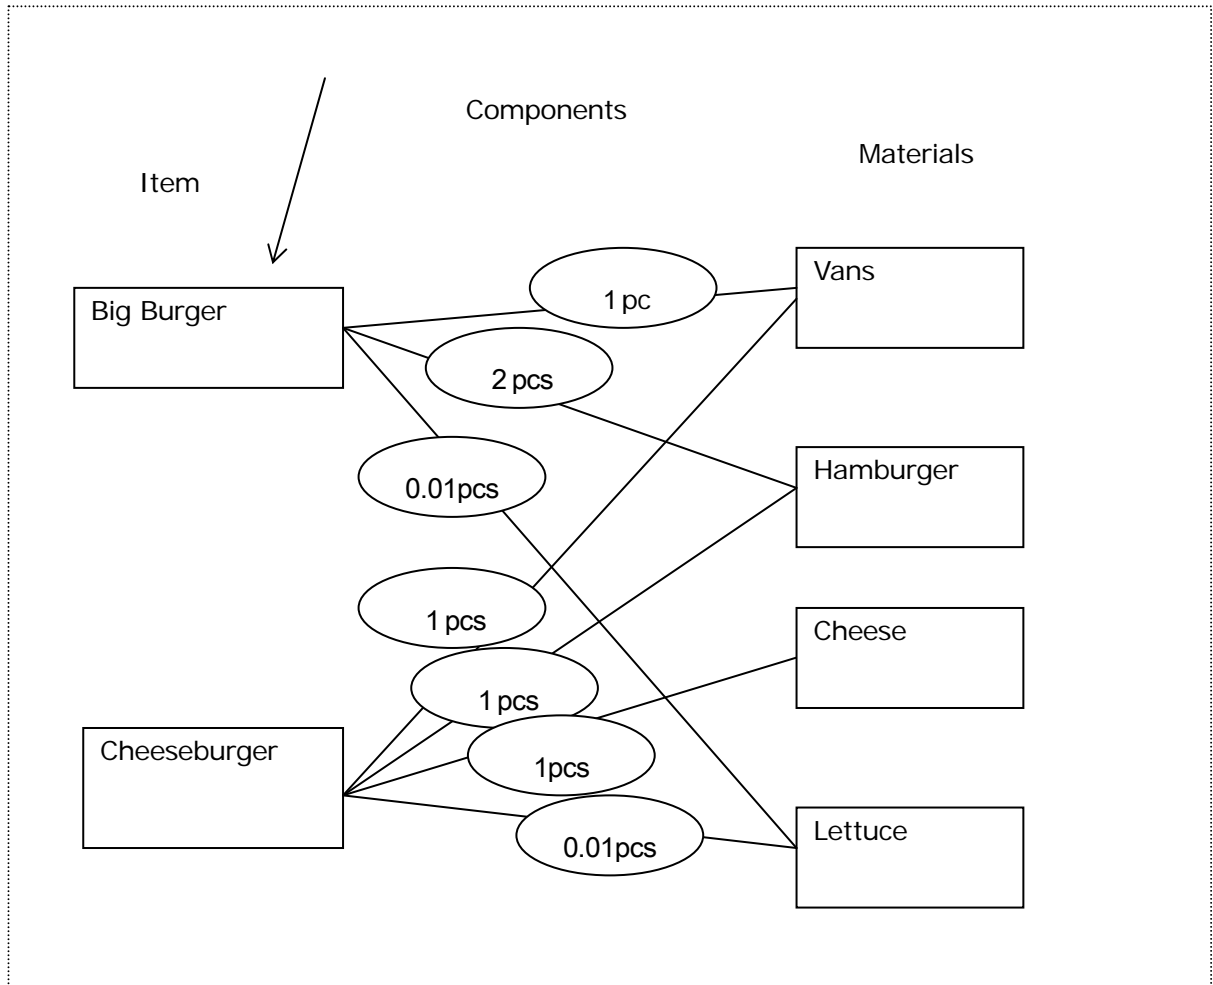 Components
Materials
Item
Vans
1 pc
Big Burger
2 pcs
Hamburger
0.01pcs
1 pcs
Cheese
1 pcs
Cheeseburger
1pcs
Lettuce
0.01pcs